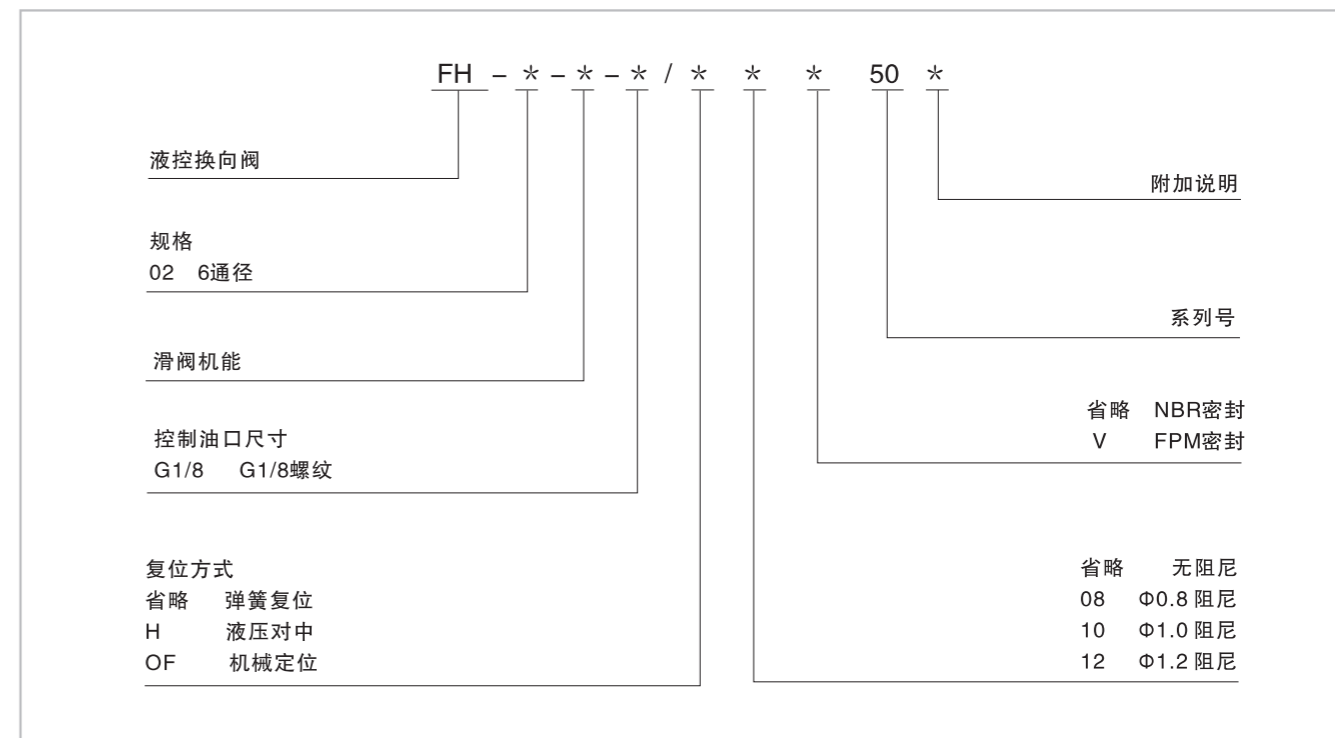 FH – * – * – * / * * * 50 *
液控换向阀
附加说明
规格
02 6通径
系列号
滑阀机能
省略 NBR密封
V FPM密封
控制油口尺寸
G1/8 G1/8螺纹
复位方式
省略 弹簧复位
H 液压对中
OF 机械定位
省略 无阻尼
08 Φ0.8 阻尼
10 Φ1.0 阻尼
12 Φ1.2 阻尼